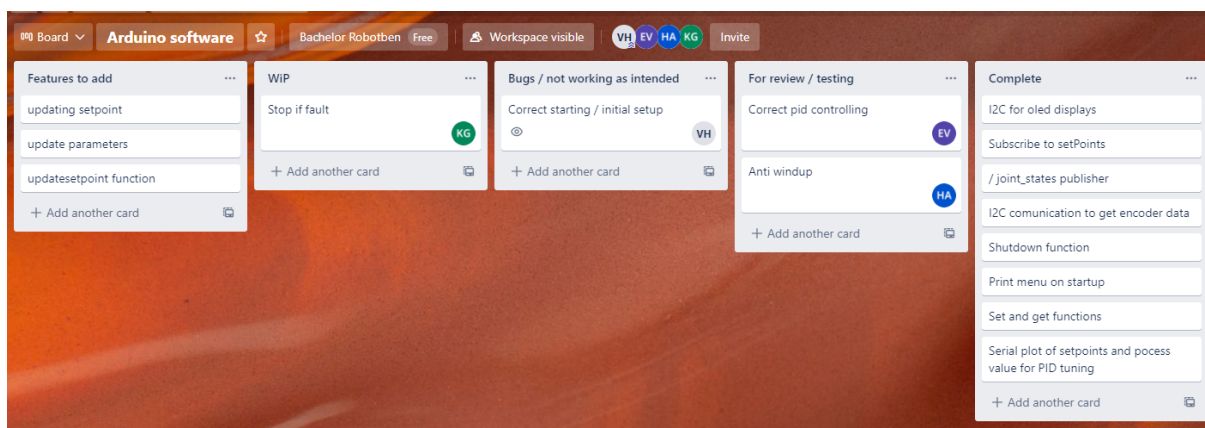 Board
Arduino software
Bachelor Robotben Free
Workspace visible
VH EV HA KG
Invite
Features to add
updating setpoint
update parameters
updatesetpoint function
+ Add another card
WiP
Stop if fault
KG
+ Add another card
Bugs / not working as intended
Correct starting / initial setup
VH
+ Add another card
For review / testing
Correct pid controlling
EV
Anti windup
HA
+ Add another card
Complete
I2C for oled displays
Subscribe to setPoints
/ joint_states publisher
I2C comunication to get encoder data
Shutdown function
Print menu on startup
Set and get functions
Serial plot of setpoints and pocess
value for PID tuning
+ Add another card